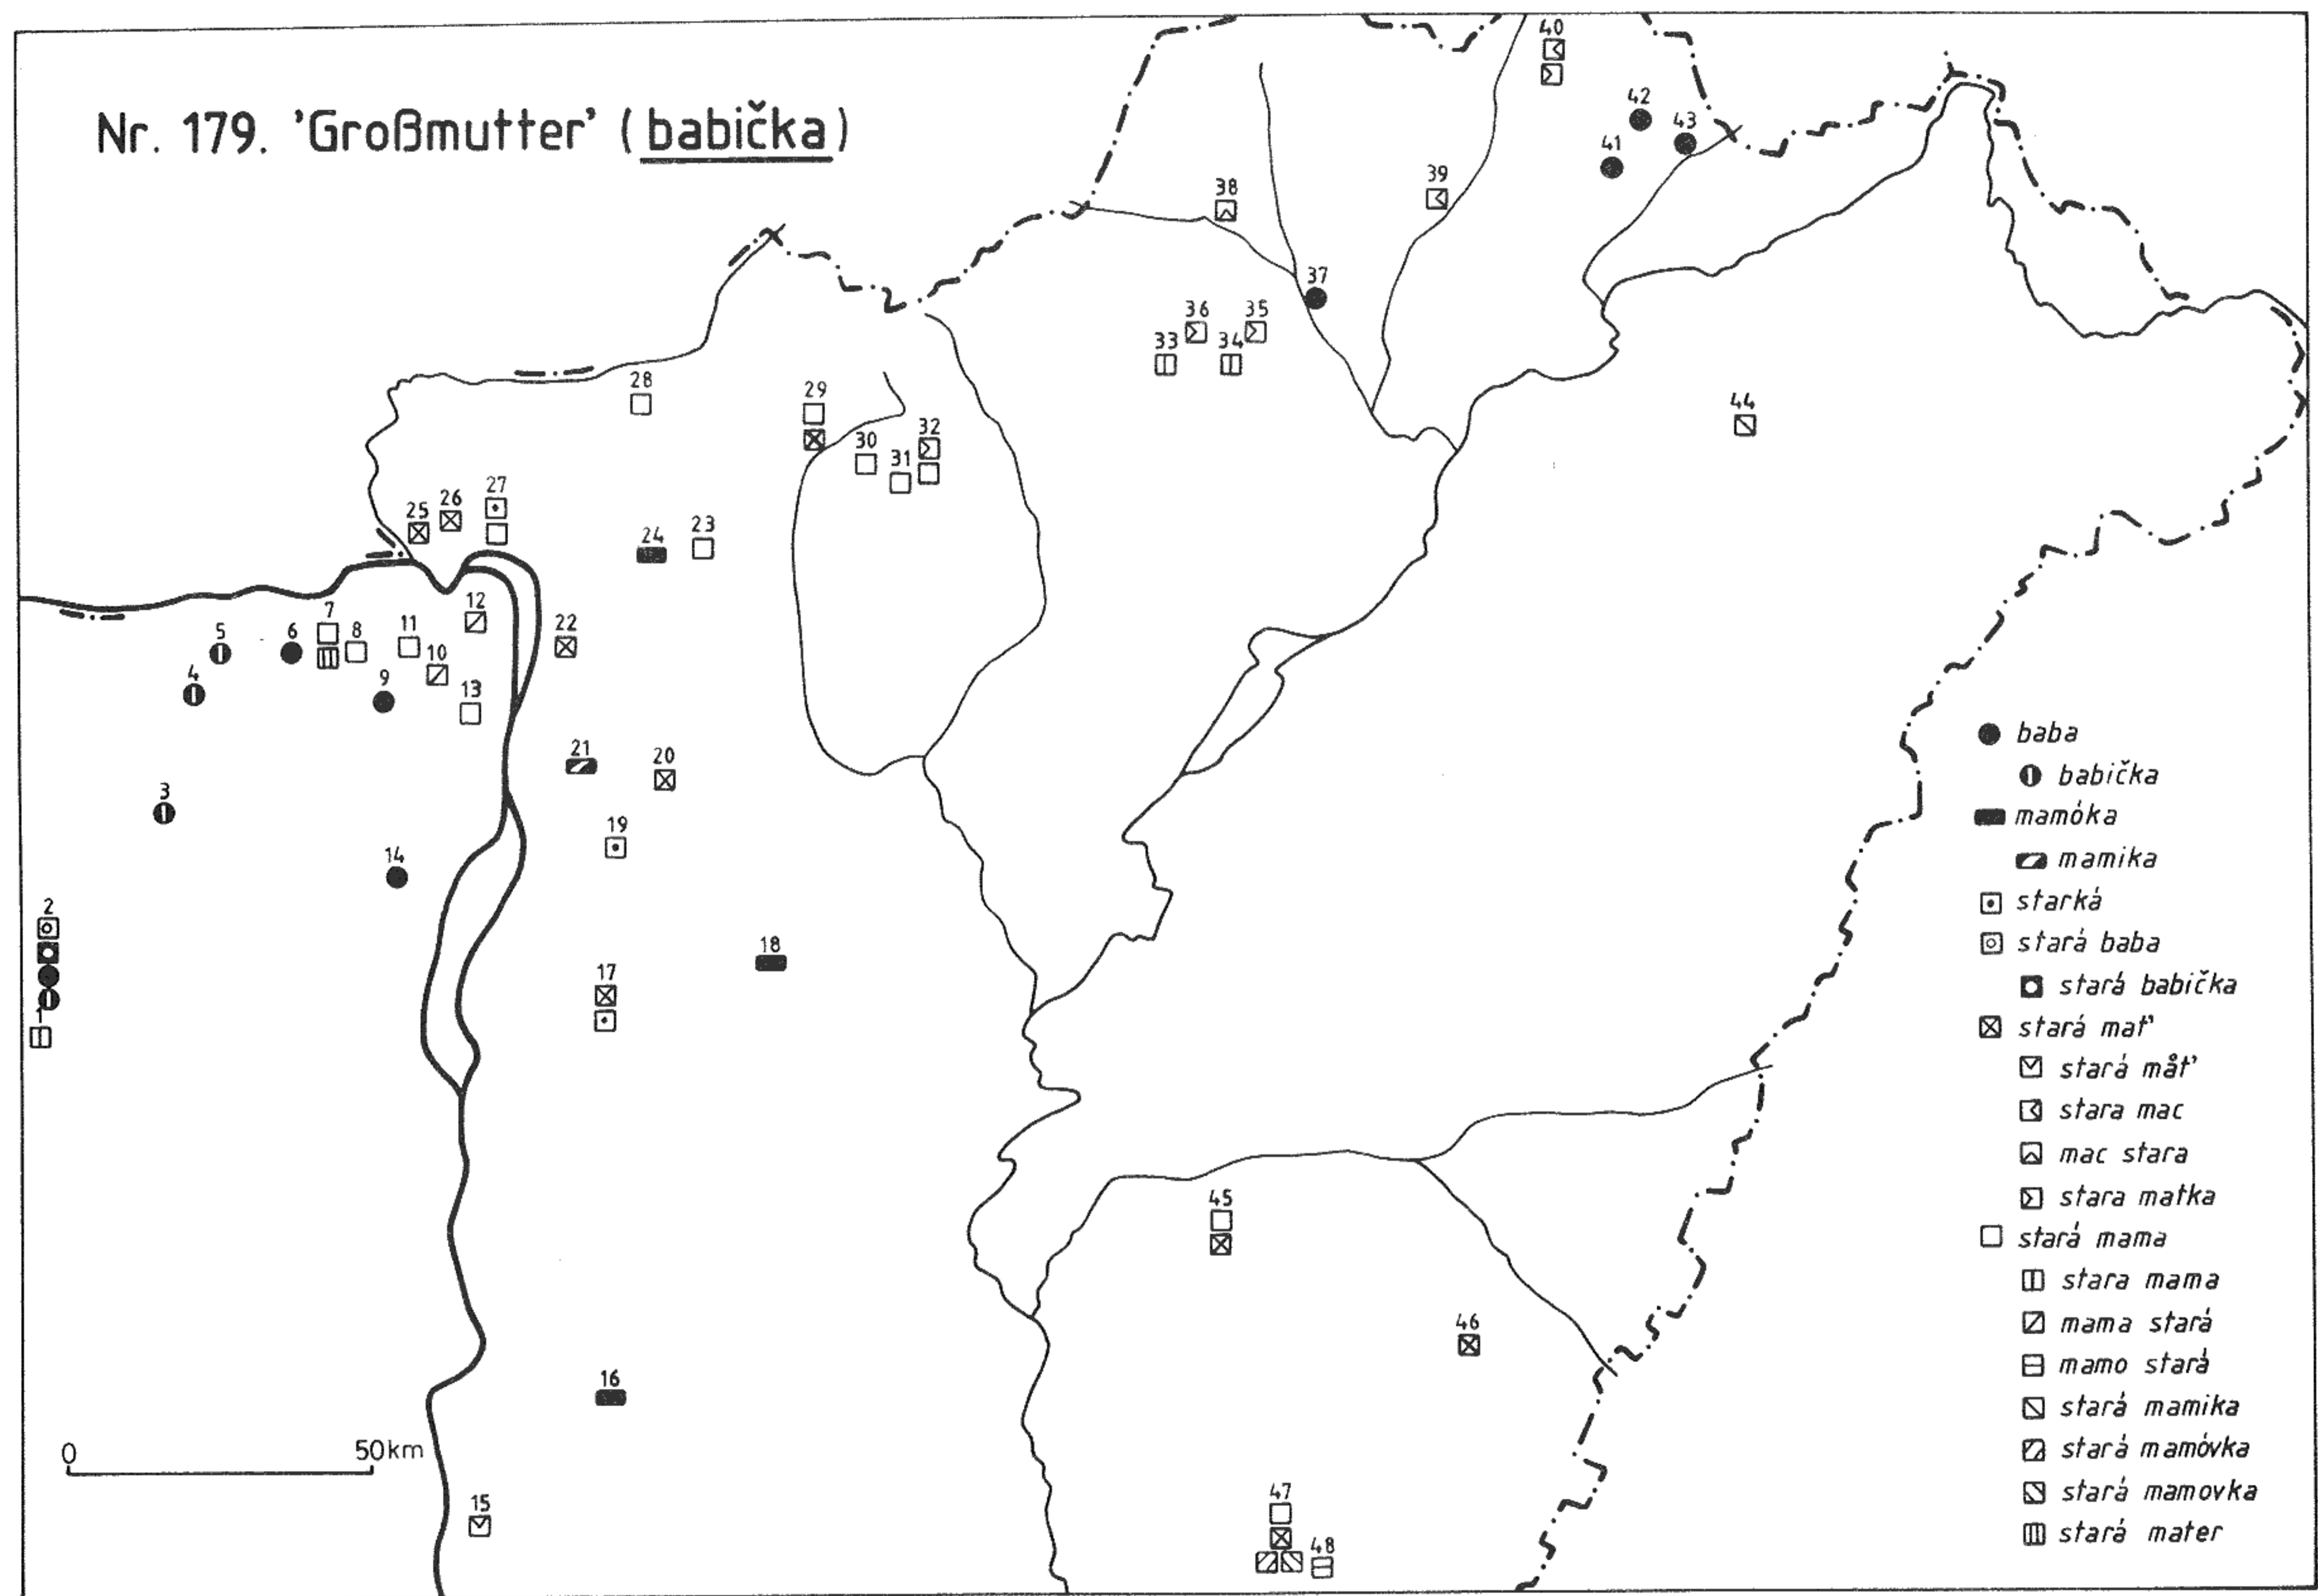 Nr. 179. 'Großmutter' (babička)
40
42
43
41
38
39
37
36
35
33
34
44
28
29
30
31
32
25
26
27
24
23
7
12
22
5
6
8
11
10
4
9
13
21
20
3
19
14
2
18
17
1
45
46
16
0 50km
15
47
48
baba
babička
mamóka
mamika
starká
stará baba
stará babička
stará mať
stará måť
stara mac
mac stara
stara matka
stará mama
stara mama
mama stará
mamo stará
stará mamika
stará mamóvka
stará mamovka
stará mater